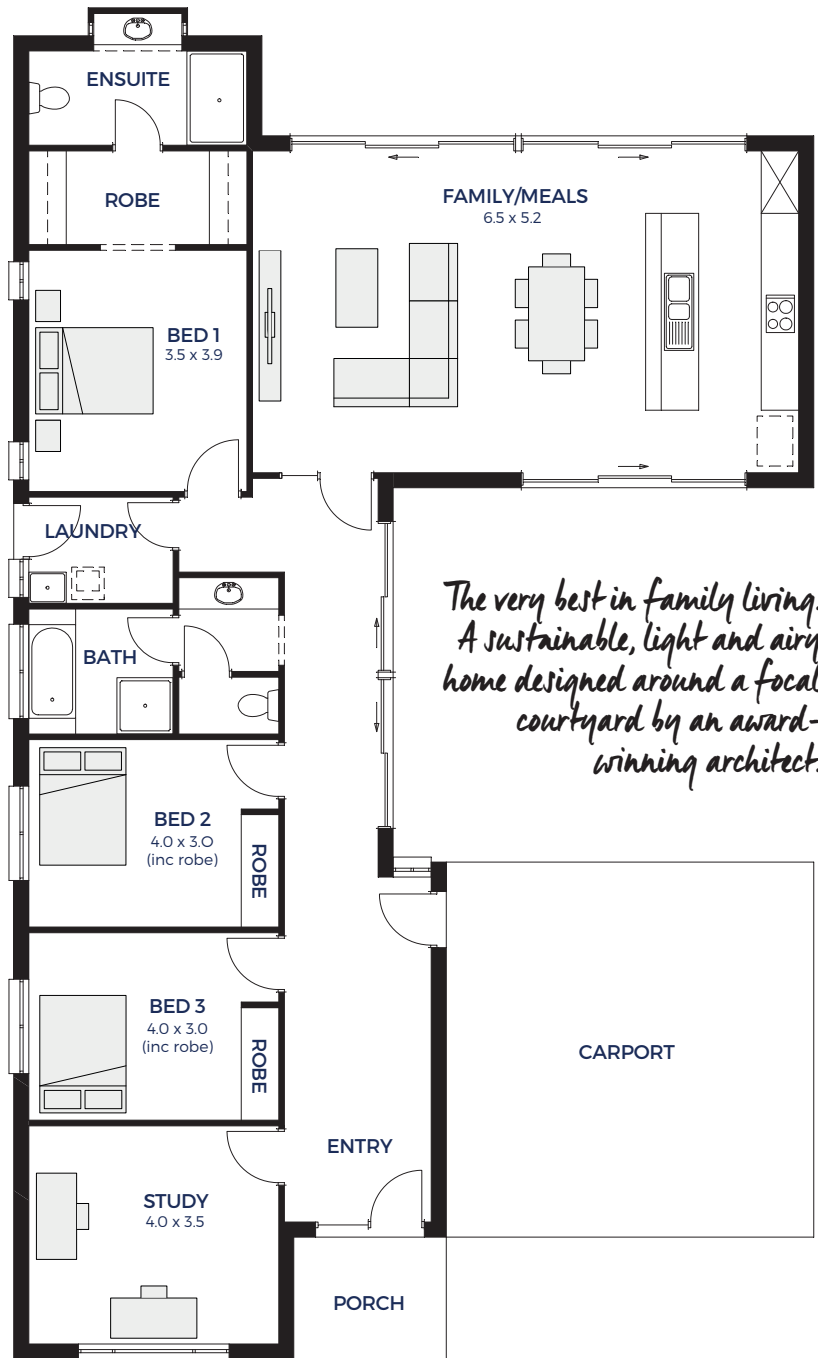 ENSUITE
ROBE
FAMILY/MEALS
6.5 x 5.2
BED 1
3.5 x 3.9
LAUNDRY
The very best in family living.
A sustainable, light and airy
home designed around a focal
courtyard by an award-
winning architect.
BATH
BED 2
4.0 x 3.O
(inc robe)
ROBE
BED 3
4.0 x 3.0
(inc robe)
ROBE
CARPORT
ENTRY
STUDY
4.0 x 3.5
PORCH